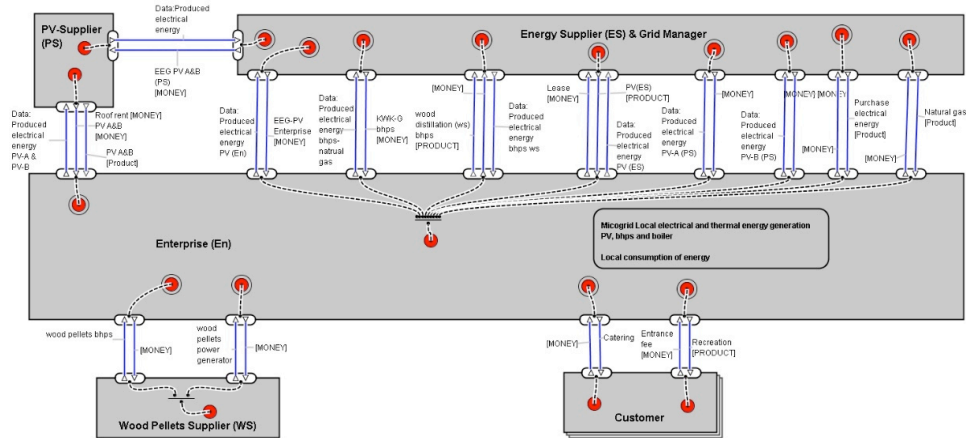 PV-Supplier
(PS)
Data:Produced
electrical
energy
EEG PV A&B
(PS)
[MONEY]
Energy Supplier (ES) & Grid Manager
Data:
Produced
electrical
energy
PV-A &
PV-B
Roof rent [MONEY]
PV A&B
[MONEY]
PV A&B
[Product]
Data:
Produced
electrical
energy
PV (En)
EEG-PV
Enterprise
[MONEY]
Data:
Produced
electrical
energy
bhps-
natrual
gas
KWK-G
bhps
[MONEY]
[MONEY]
wood
distillation (ws)
bhps
[PRODUCT]
Data:
Produced
electrical
energy
bhps ws
Lease
[MONEY]
PV(ES)
[PRODUCT]
Data:
Produced
electrical
energy
PV (ES)
[MONEY]
Data:
Produced
electrical
energy
PV-A (PS)
[MONEY]
Data:
Produced
electrical
energy
PV-B (PS)
[MONEY]
[MONEY]
Purchase
electrical
energy
[Product]
[MONEY]
Natural gas
[Product]
Enterprise (En)
Micogrid Local electrical and thermal energy generation
PV, bhps and boiler
Local consumption of energy
wood pellets bhps
[MONEY]
wood
pellets
power
generator
[MONEY]
[MONEY]
Catering
Entrance
fee
[MONEY]
Recreation
[PRODUCT]
Wood Pellets Supplier (WS)
Customer